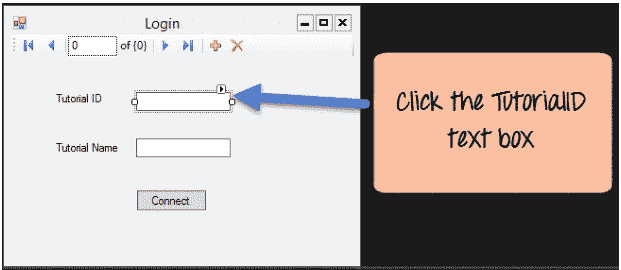 Login
0 of {0}
Tutorial ID
Tutorial Name
Connect
Click the TutorialID
text box